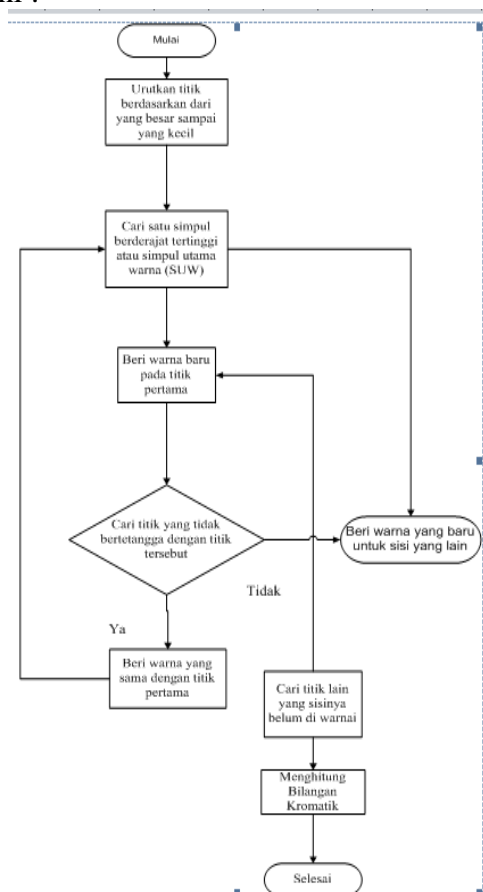 Mulai
Urutkan titik
berdasarkan dari
yang besar sampai
yang kecil
Cari satu simpul
berderajat tertinggi
atau simpul utama
warna (SUW)
Beri warna baru
pada titik
pertama
Cari titik yang tidak
bertetangga dengan titik
tersebut
Beri warna yang baru
untuk sisi yang lain
Tidak
Ya
Beri warna yang
sama dengan titik
pertama
Cari titik lain
yang sisinya
belum di warnai
Menghitung
Bilangan
Kromatik
Selesai